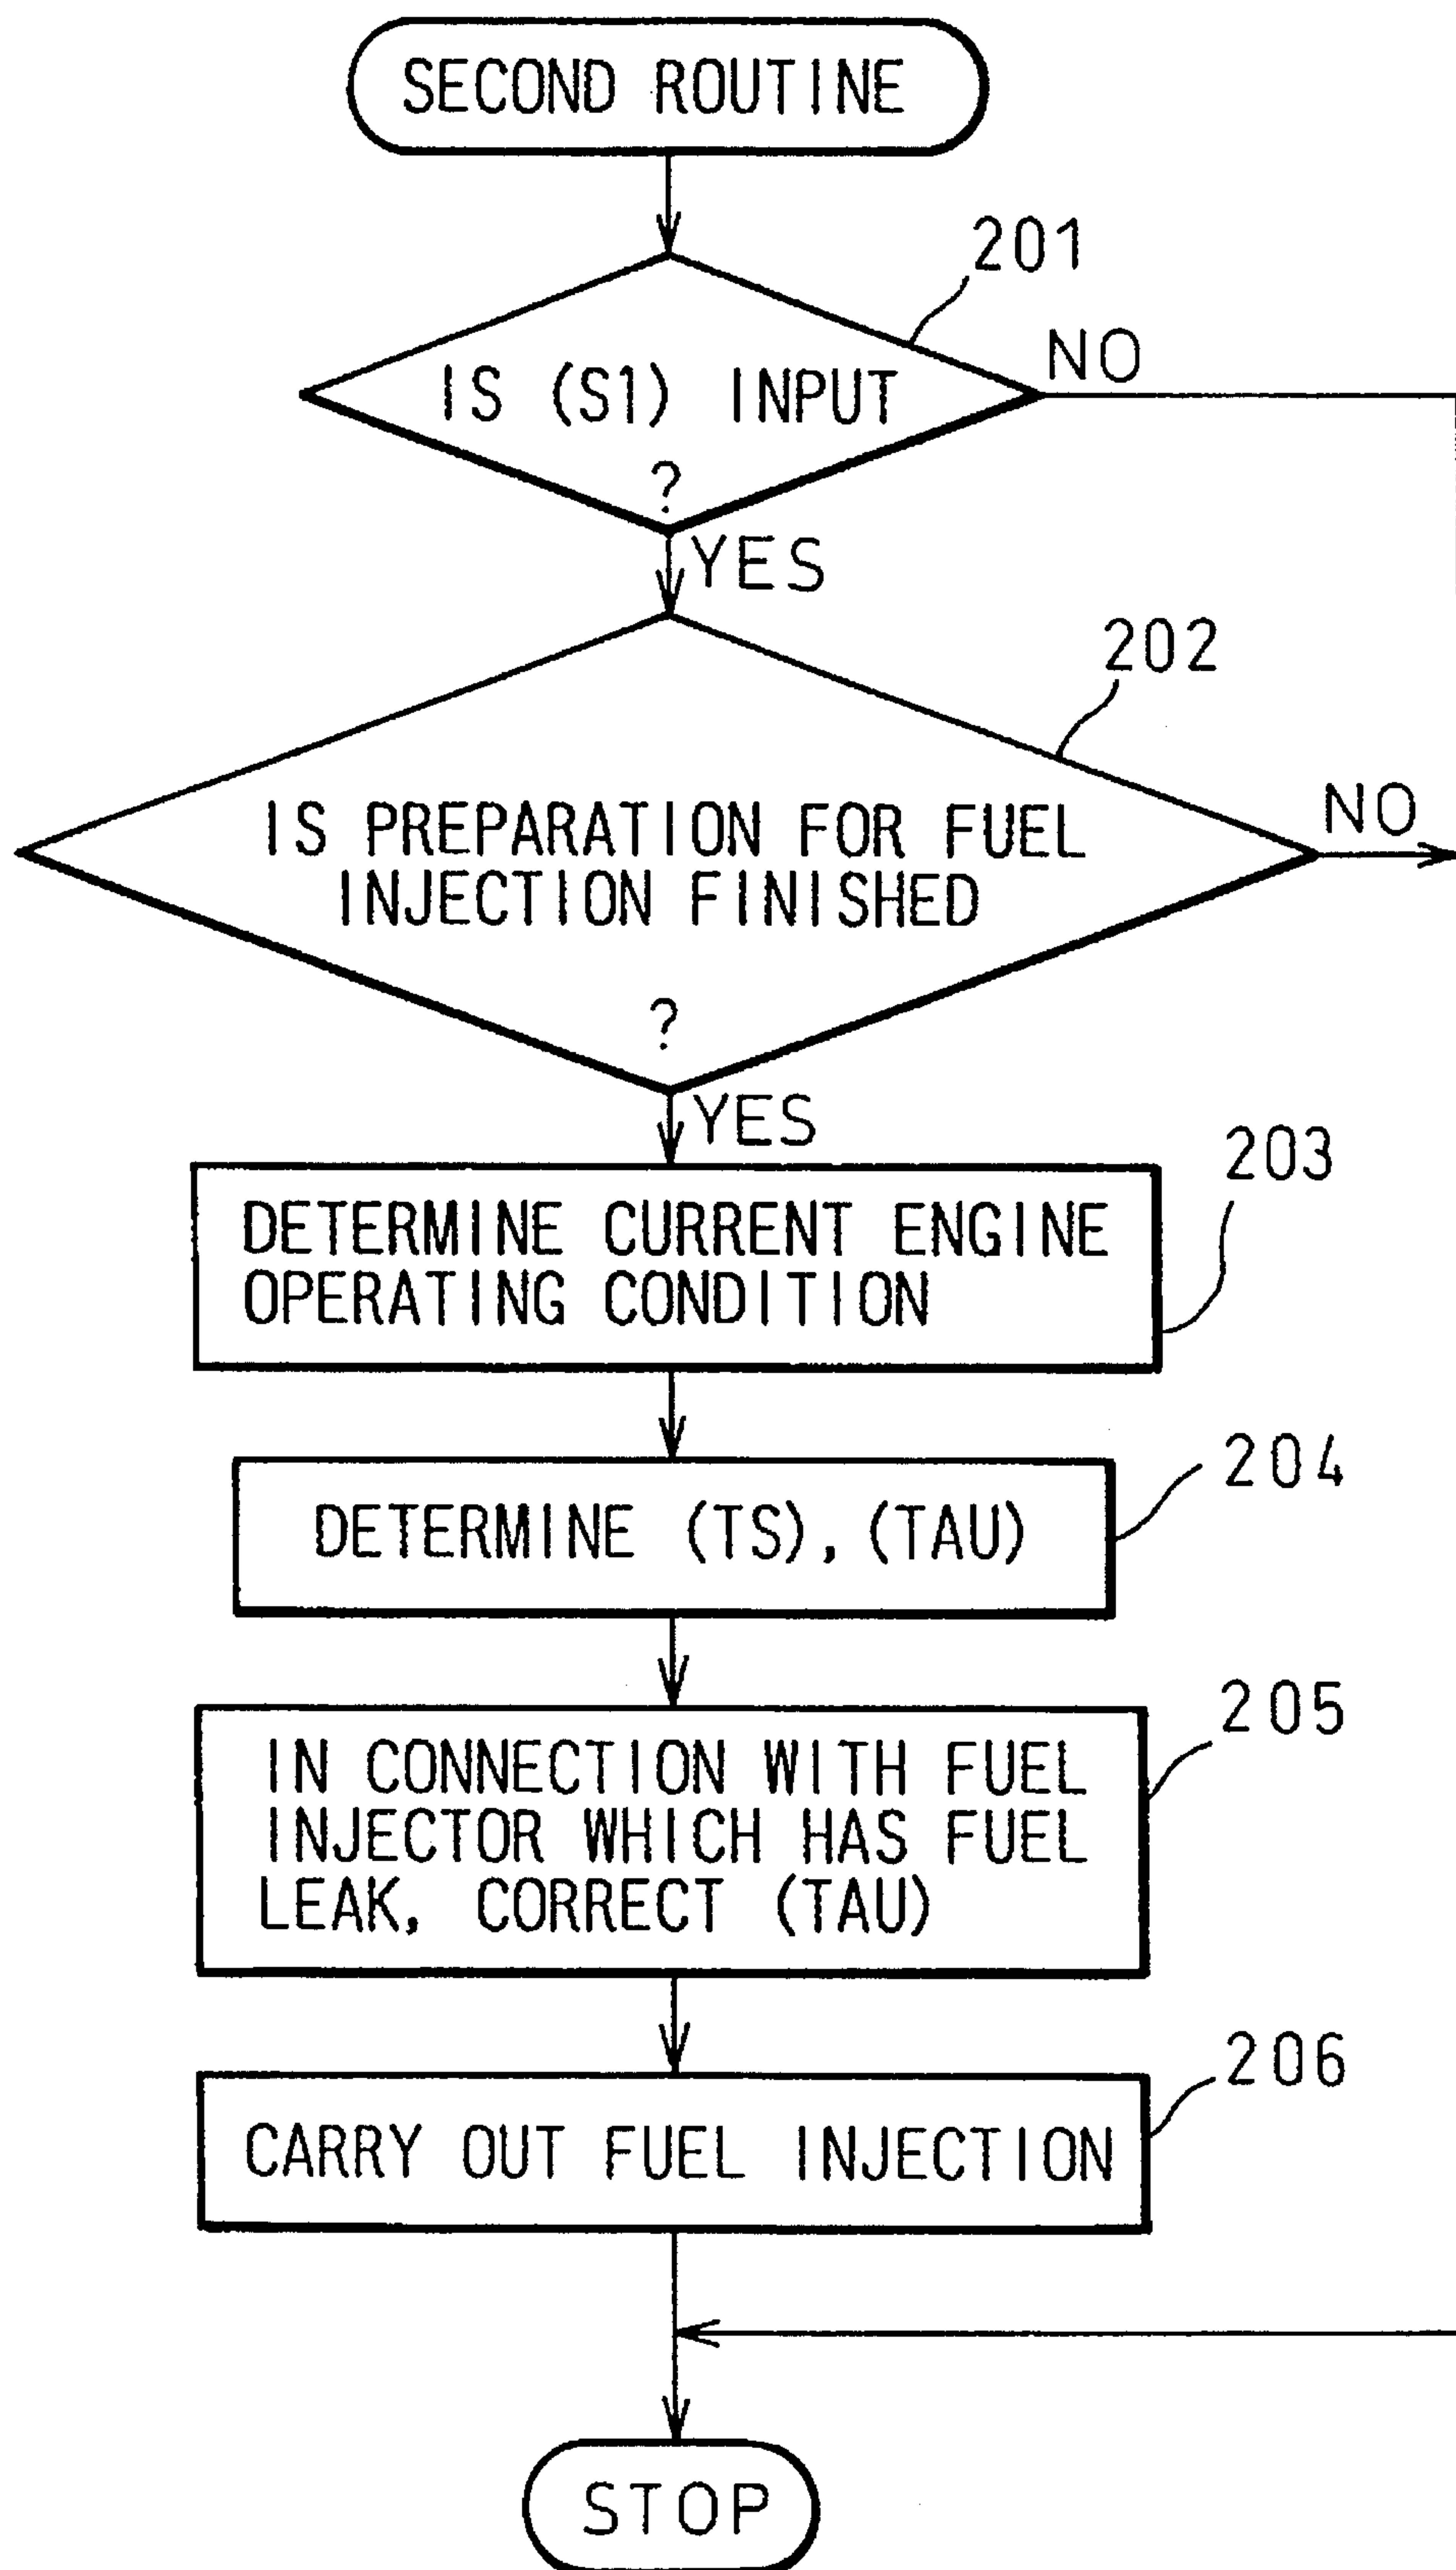 SECOND ROUTINE
201
IS (S1) INPUT
?
NO
YES
202
IS PREPARATION FOR FUEL
INJECTION FINISHED
?
NO
YES
203
DETERMINE CURRENT ENGINE
OPERATING CONDITION
204
DETERMINE (TS), (TAU)
205
IN CONNECTION WITH FUEL
INJECTOR WHICH HAS FUEL
LEAK, CORRECT (TAU)
206
CARRY OUT FUEL INJECTION
STOP